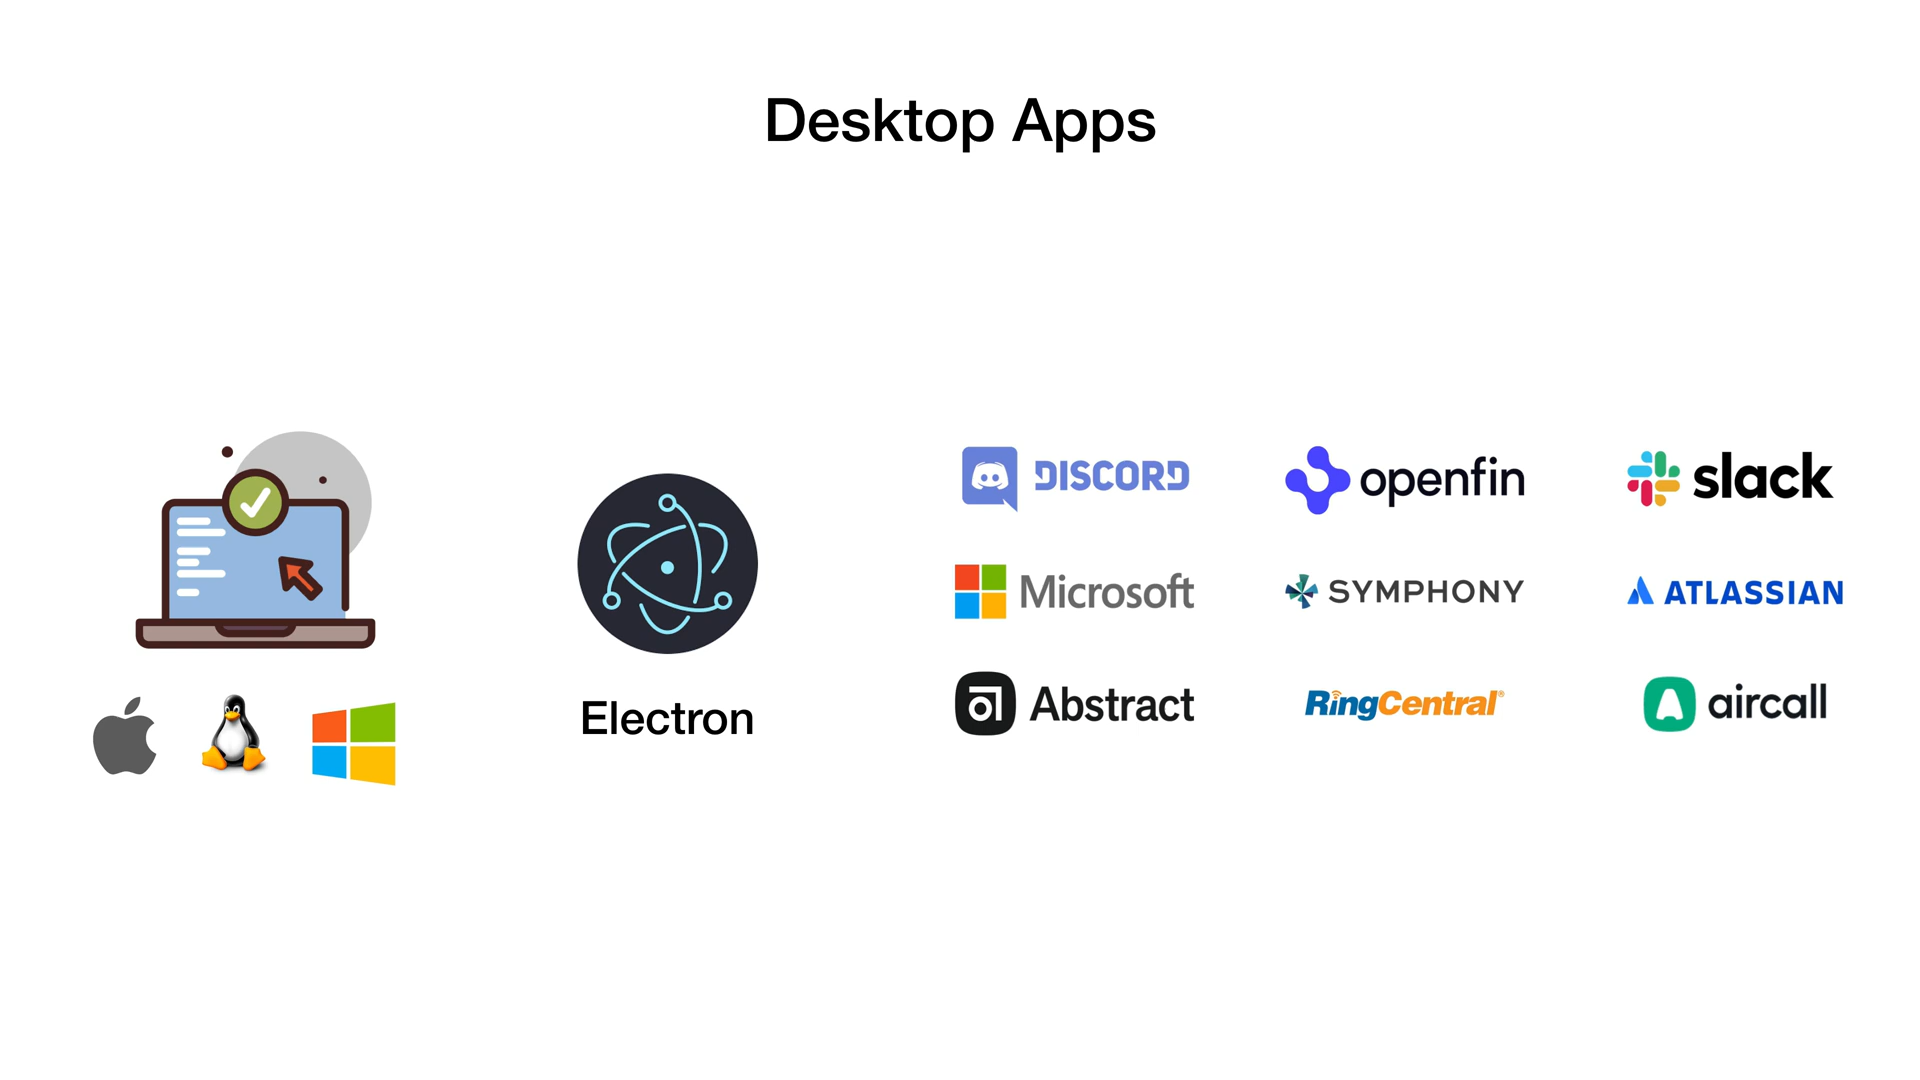 Desktop Apps
Electron
DISCORD
openfin
slack
Microsoft
SYMPHONY
ATLASSIAN
Abstract
RingCentral®
aircall